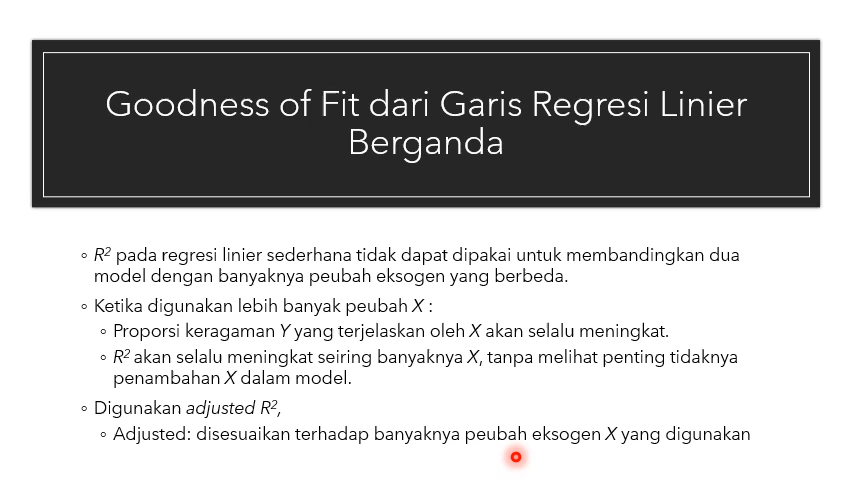 Goodness of Fit dari Garis Regresi Linier
Berganda
◦ R² pada regresi linier sederhana tidak dapat dipakai untuk membandingkan dua
model dengan banyaknya peubah eksogen yang berbeda.
◦ Ketika digunakan lebih banyak peubah X :
◦ Proporsi keragaman Y yang terjelaskan oleh X akan selalu meningkat.
◦ R² akan selalu meningkat seiring banyaknya X, tanpa melihat penting tidaknya
penambahan X dalam model.
◦ Digunakan adjusted R²,
◦ Adjusted: disesuaikan terhadap banyaknya peubah eksogen X yang digunakan